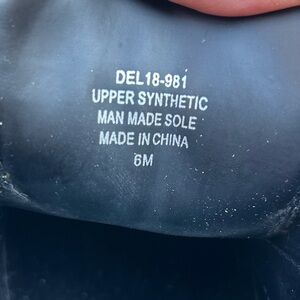 DEL18-981
UPPER SYNTHETIC
MAN MADE SOLE
MADE IN CHINA
6M